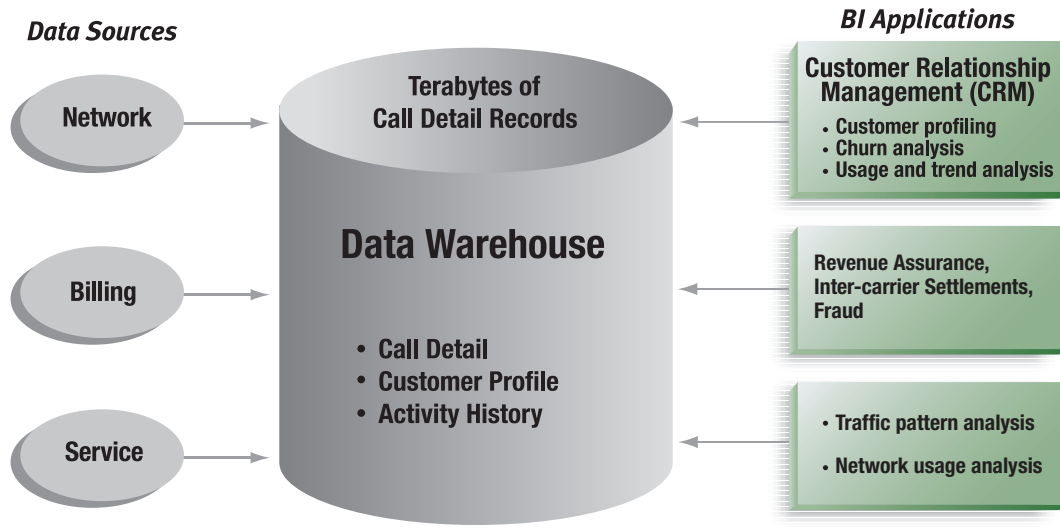 Data Sources
Network
Billing
Service
Terabytes of
Call Detail Records
Data Warehouse
• Call Detail
• Customer Profile
• Activity History
BI Applications
Customer Relationship
Management (CRM)
• Customer profiling
• Churn analysis
• Usage and trend analysis
Revenue Assurance,
Inter-carrier Settlements,
Fraud
• Traffic pattern analysis
• Network usage analysis